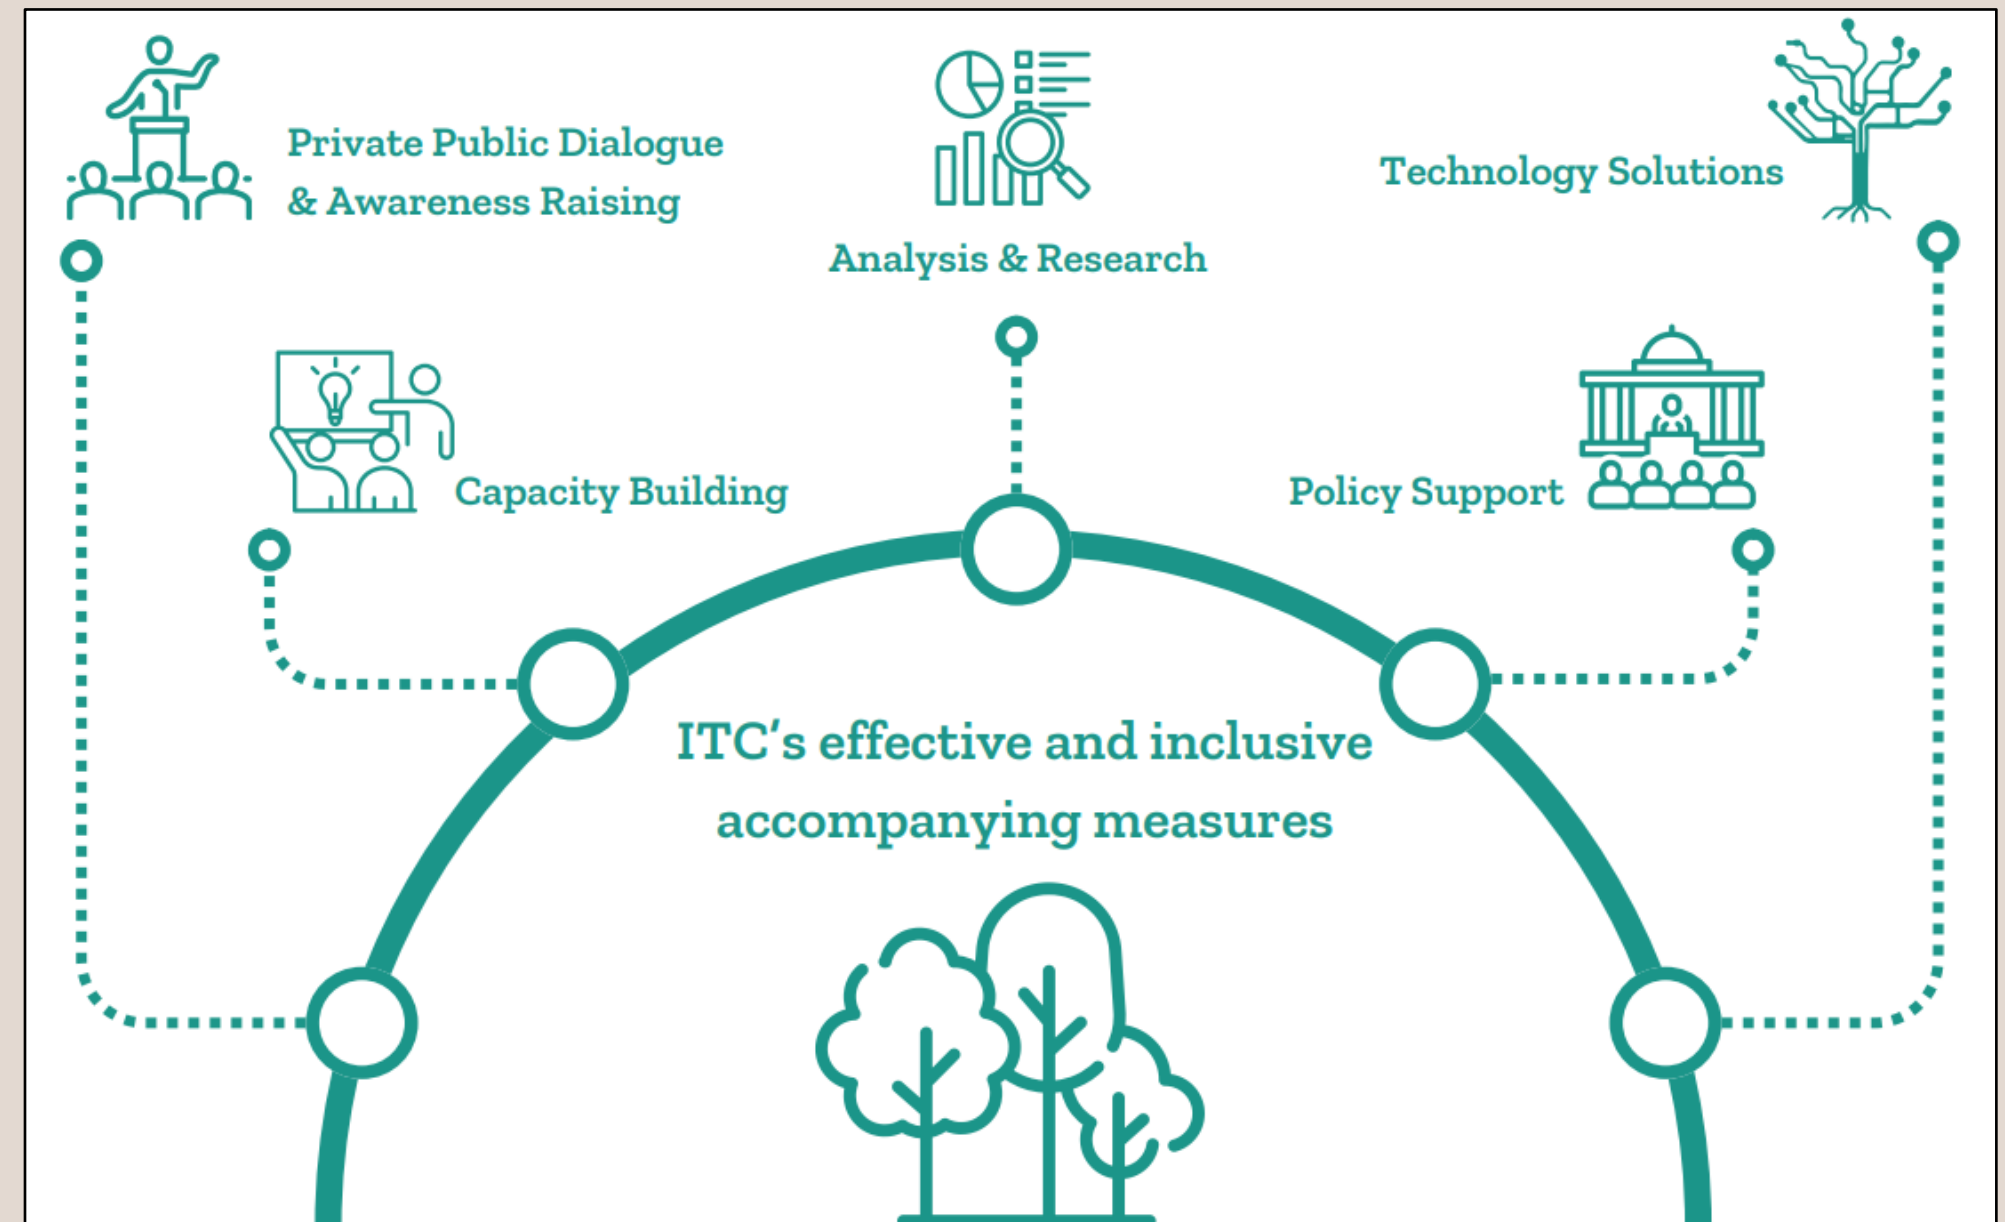 Private Public Dialogue
& Awareness Raising
Analysis & Research
Technology Solutions
Capacity Building
Policy Support
ITC’s effective and inclusive
accompanying measures